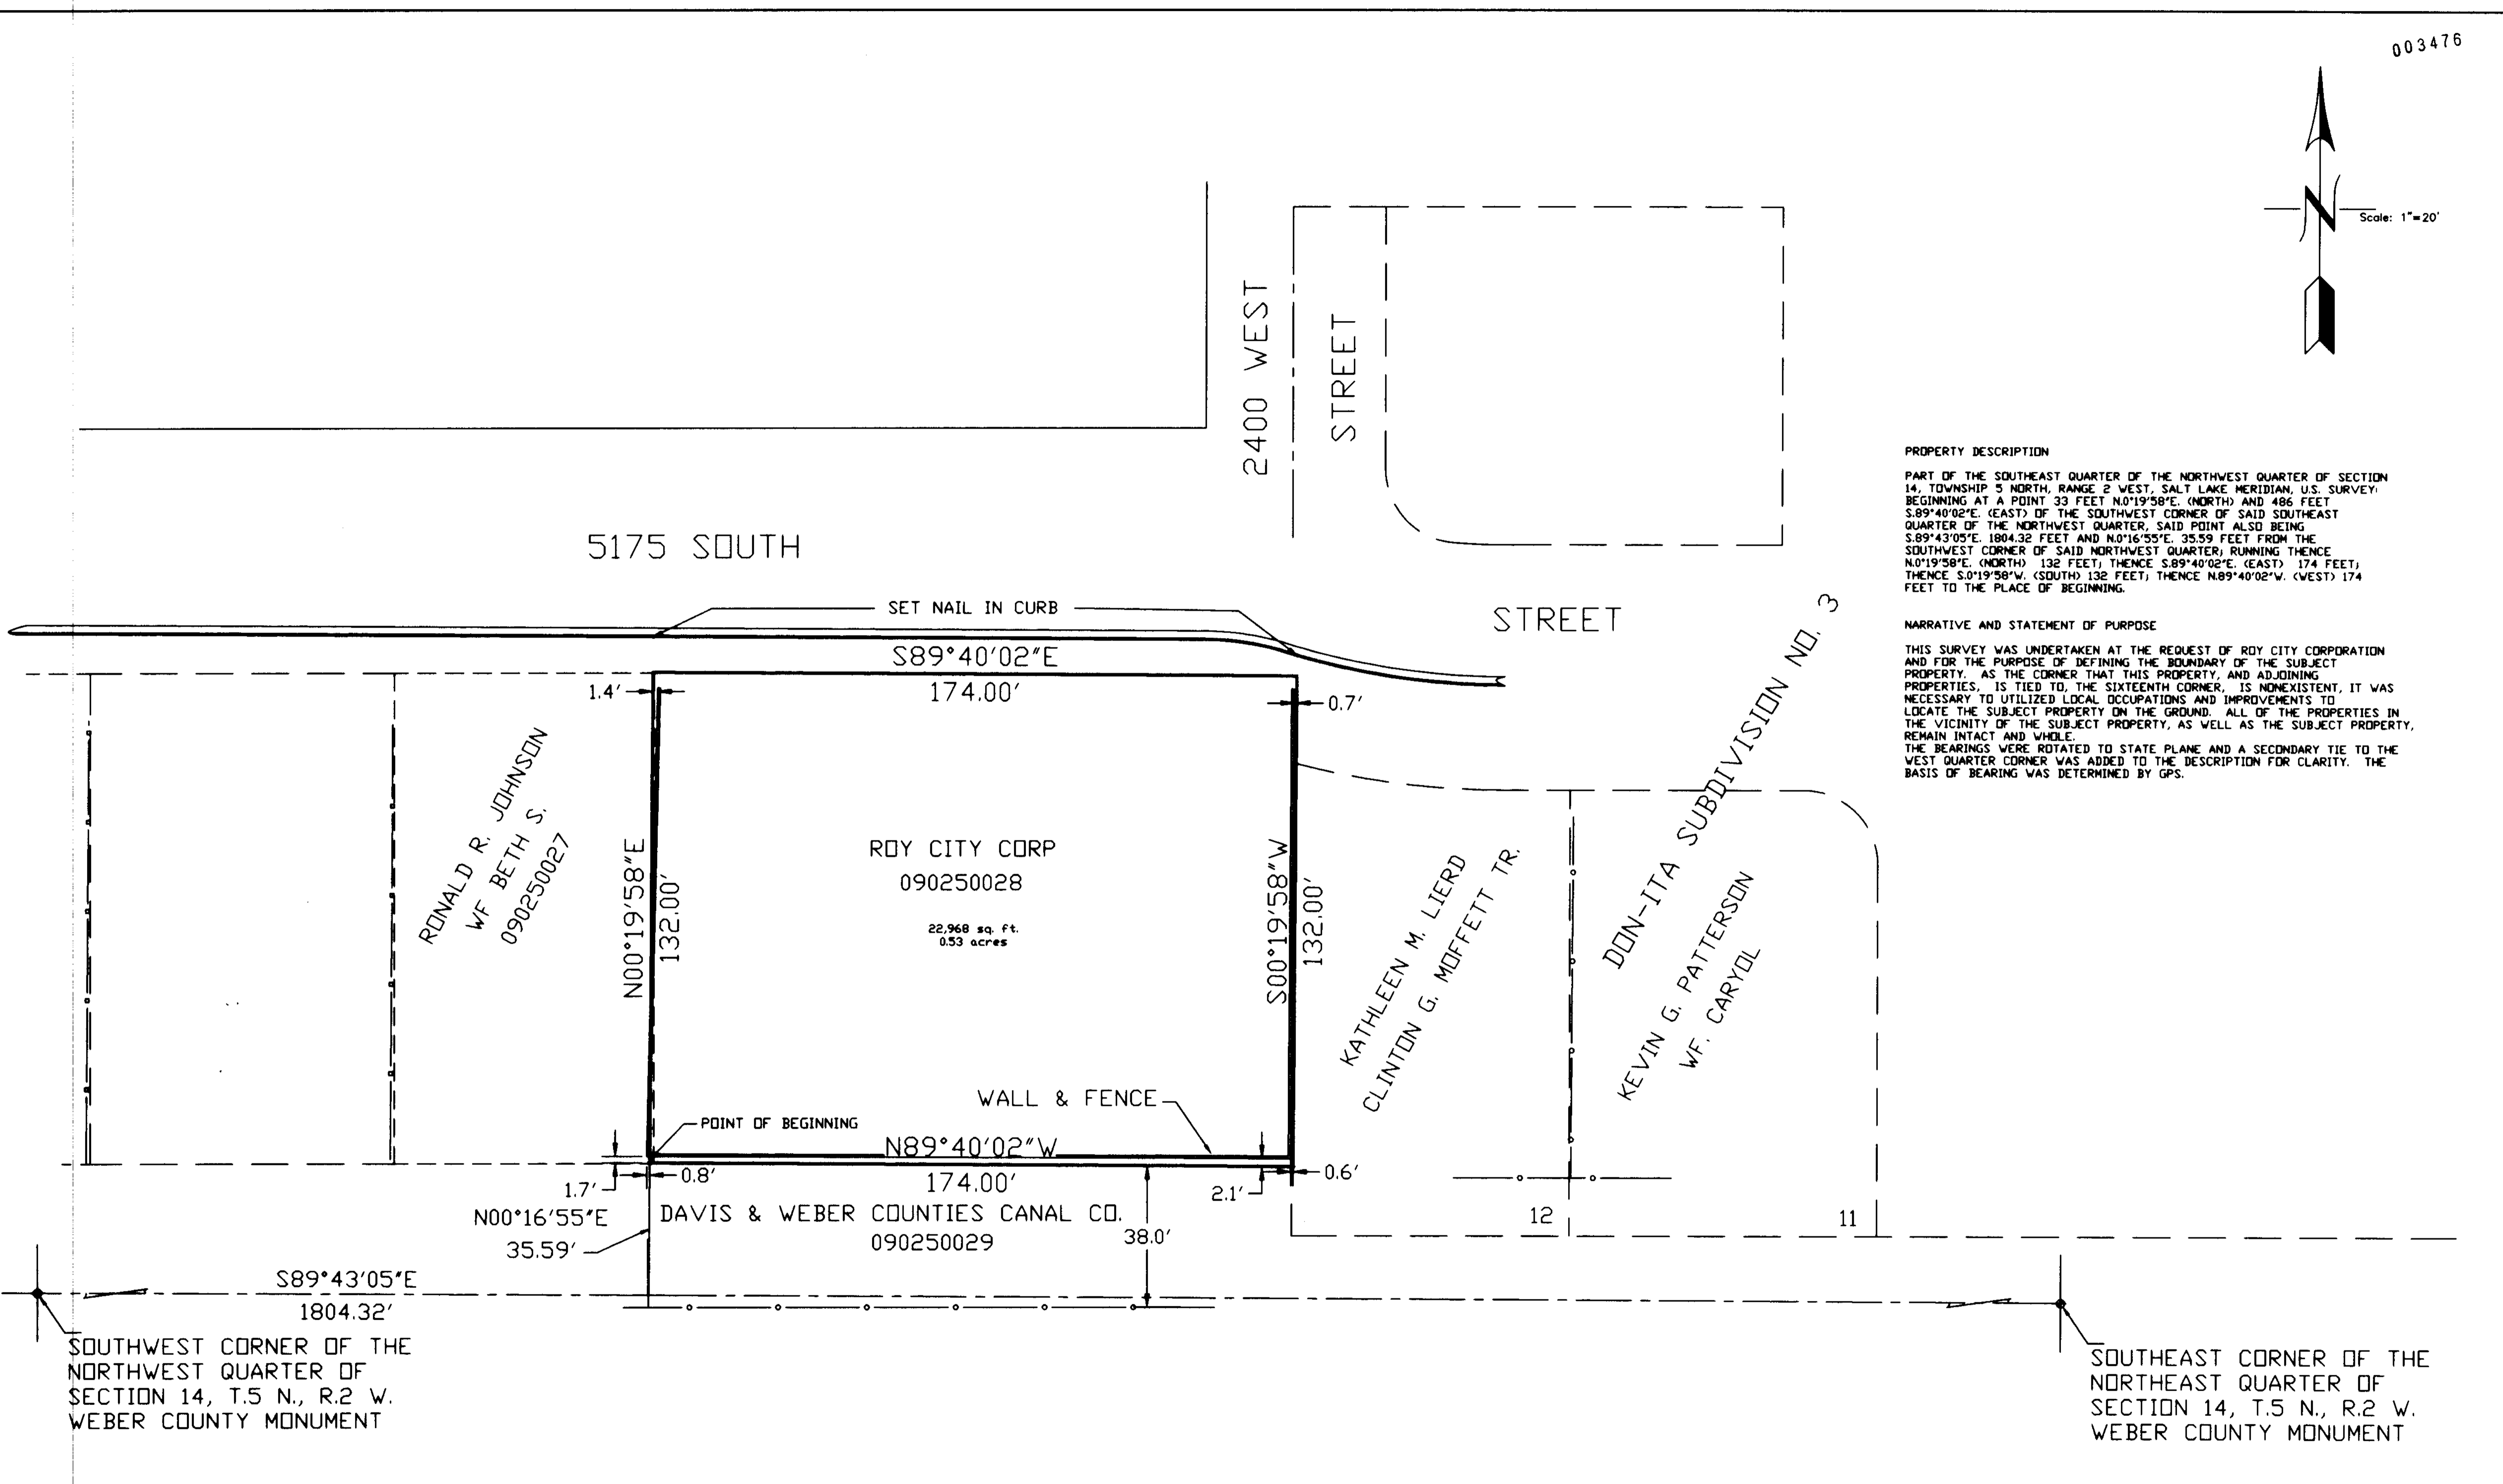 003476
Scale: 1"=20'
2400 WEST
STREET
5175 SOUTH
STREET
SET NAIL IN CURB
S89°40'02"E
174.00'
1.4'
0.7'
RONALD R. JOHNSON
WF BETH S.
090250027
N00°19'58"E
132.00'
ROY CITY CORP
090250028
22,968 sq. ft.
0.53 acres
S00°19'58"W
132.00'
KATHLEEN M. LIERD
CLINTON G. MOFFETT TR.
DON-ITA SUBDIVISION NO. 3
KEVIN G. PATTERSON
WF. CARYOL
WALL & FENCE
POINT OF BEGINNING
N89°40'02"W
174.00'
1.7'
0.8'
2.1'
0.6'
N00°16'55"E
35.59'
DAVIS & WEBER COUNTIES CANAL CO.
090250029
38.0'
12
11
S89°43'05"E
1804.32'
SOUTHWEST CORNER OF THE
NORTHWEST QUARTER OF
SECTION 14, T.5 N., R.2 W.
WEBER COUNTY MONUMENT
SOUTHEAST CORNER OF THE
NORTHEAST QUARTER OF
SECTION 14, T.5 N., R.2 W.
WEBER COUNTY MONUMENT
PROPERTY DESCRIPTION
PART OF THE SOUTHEAST QUARTER OF THE NORTHWEST QUARTER OF SECTION
14, TOWNSHIP 5 NORTH, RANGE 2 WEST, SALT LAKE MERIDIAN, U.S. SURVEY:
BEGINNING AT A POINT 33 FEET N.0°19'58"E. (NORTH) AND 486 FEET
S.89°40'02"E. (EAST) OF THE SOUTHWEST CORNER OF SAID SOUTHEAST
QUARTER OF THE NORTHWEST QUARTER, SAID POINT ALSO BEING
S.89°43'05"E. 1804.32 FEET AND N.0°16'55"E. 35.59 FEET FROM THE
SOUTHWEST CORNER OF SAID NORTHWEST QUARTER; RUNNING THENCE
N.0°19'58"E. (NORTH) 132 FEET; THENCE S.89°40'02"E. (EAST) 174 FEET;
THENCE S.0°19'58"W. (SOUTH) 132 FEET; THENCE N.89°40'02"W. (WEST) 174
FEET TO THE PLACE OF BEGINNING.
NARRATIVE AND STATEMENT OF PURPOSE
THIS SURVEY WAS UNDERTAKEN AT THE REQUEST OF ROY CITY CORPORATION
AND FOR THE PURPOSE OF DEFINING THE BOUNDARY OF THE SUBJECT
PROPERTY. AS THE CORNER THAT THIS PROPERTY, AND ADJOINING
PROPERTIES, IS TIED TO, THE SIXTEENTH CORNER, IS NONEXISTENT, IT WAS
NECESSARY TO UTILIZED LOCAL OCCUPATIONS AND IMPROVEMENTS TO
LOCATE THE SUBJECT PROPERTY ON THE GROUND. ALL OF THE PROPERTIES IN
THE VICINITY OF THE SUBJECT PROPERTY, AS WELL AS THE SUBJECT PROPERTY,
REMAIN INTACT AND WHOLE.
THE BEARINGS WERE ROTATED TO STATE PLANE AND A SECONDARY TIE TO THE
WEST QUARTER CORNER WAS ADDED TO THE DESCRIPTION FOR CLARITY. THE
BASIS OF BEARING WAS DETERMINED BY GPS.
N